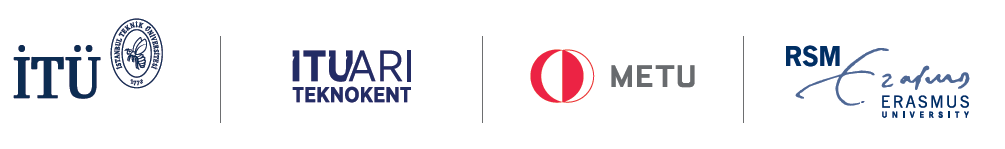 İTÜ
İSTANBUL TEKNİK ÜNİVERSİTESİ
1773
ITUARI
TEKNOKENT
METU
RSM
Erasmus
ERASMUS
UNIVERSITY